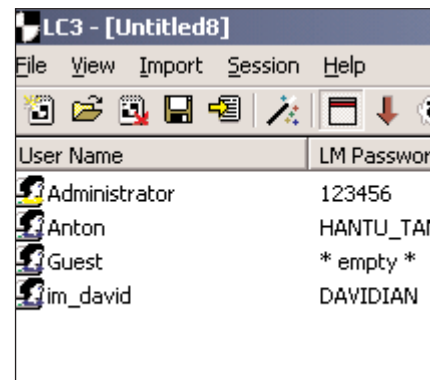 LC3 - [Untitled8]
File View Import Session Help
User Name LM Passwor
Administrator 123456
Anton HANTU_TA
Guest * empty *
im_david DAVIDIAN